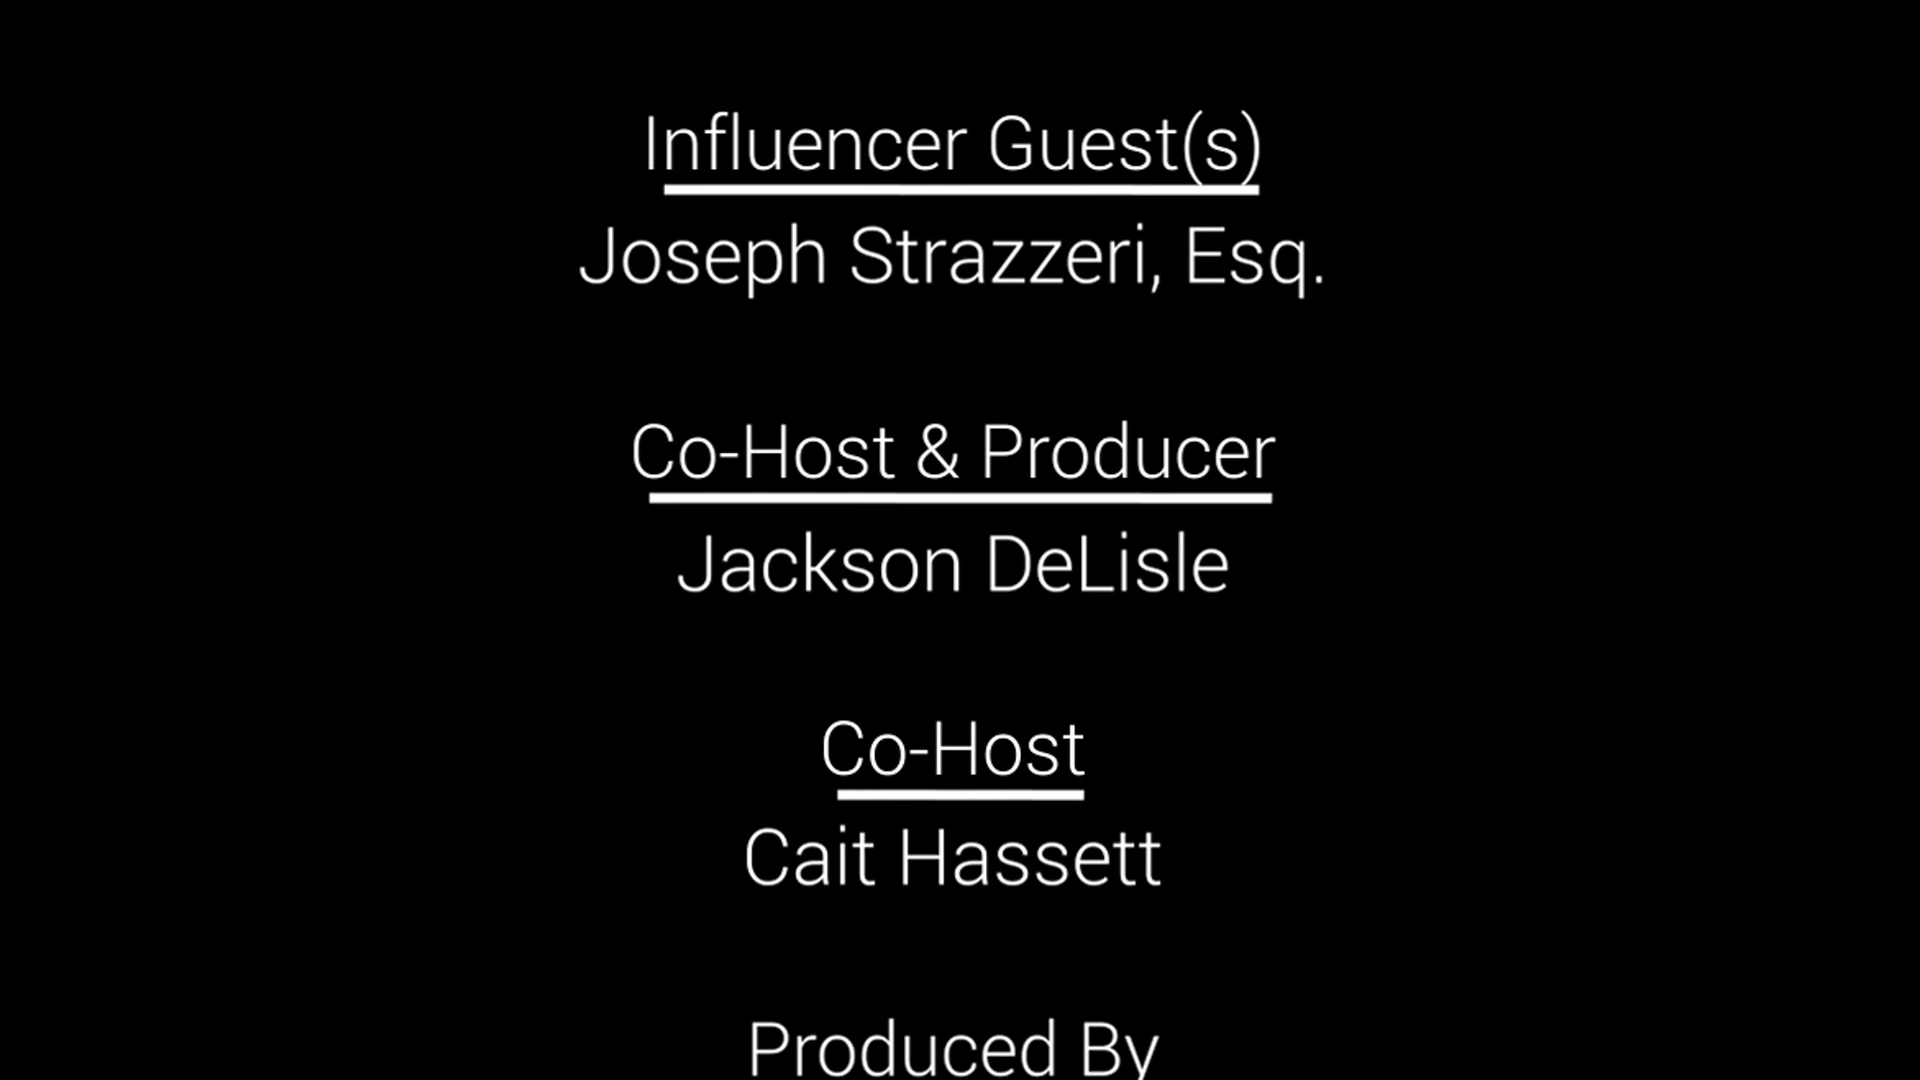 Influencer Guest(s)
Joseph Strazzeri, Esq.
Co-Host & Producer
Jackson DeLisle
Co-Host
Cait Hassett
Produced By